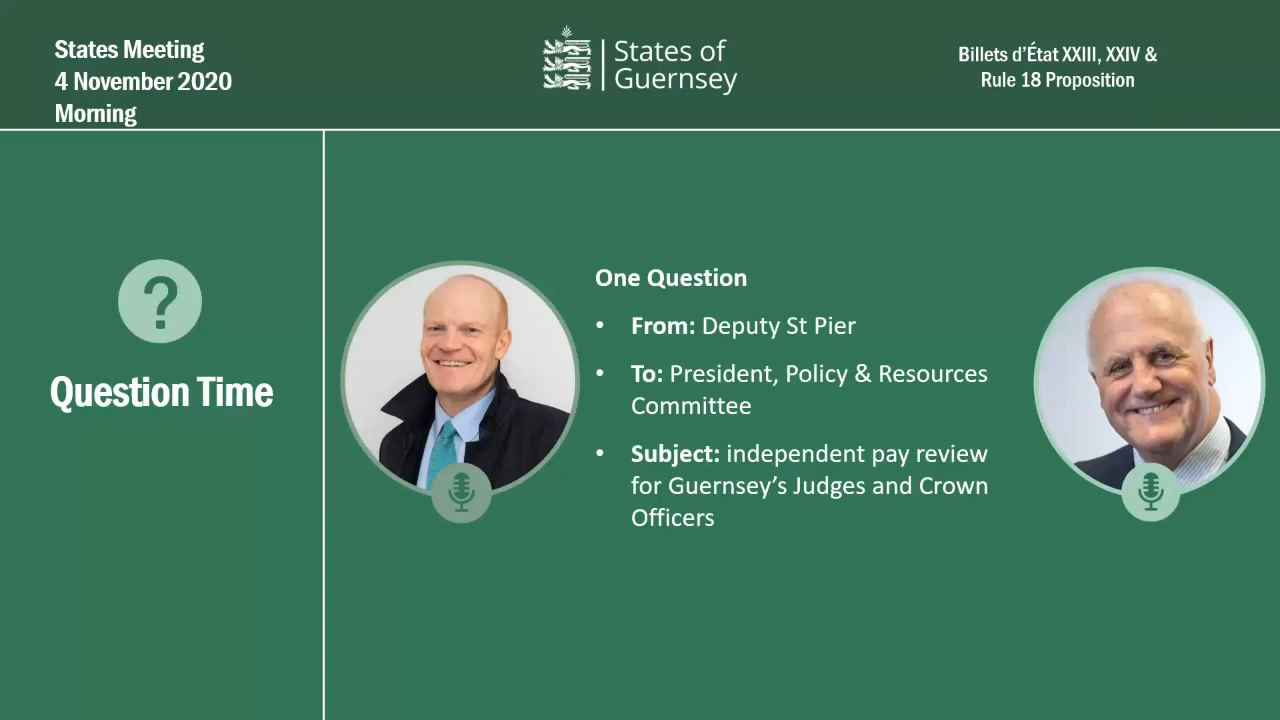 States Meeting
4 November 2020
Morning
States of
Guernsey
Billets d’État XXIII, XXIV &
Rule 18 Proposition
?
Question Time
One Question
• From: Deputy St Pier
• To: President, Policy & Resources
Committee
• Subject: independent pay review
for Guernsey’s Judges and Crown
Officers